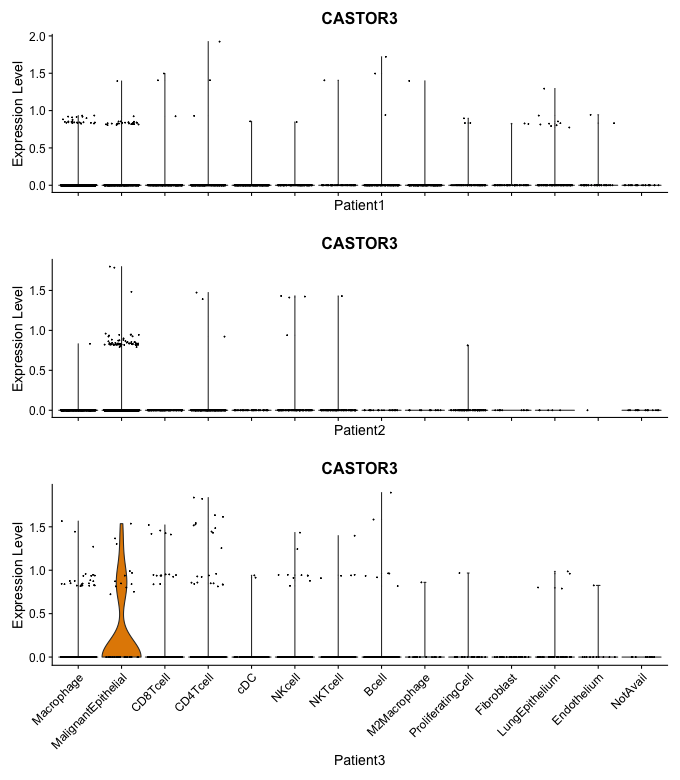 CASTOR3
Expression Level
2.0
1.5
1.0
0.5
0.0
Patient1
CASTOR3
Expression Level
1.5
1.0
0.5
0.0
Patient2
CASTOR3
Expression Level
1.5
1.0
0.5
0.0
Macrophage
MalignantEpithelial
CD8Tcell
CD4Tcell
cDC
NKcell
NKTcell
Bcell
M2Macrophage
ProliferatingCell
Fibroblast
LungEpithelium
Endothelium
NotAvail
Patient3